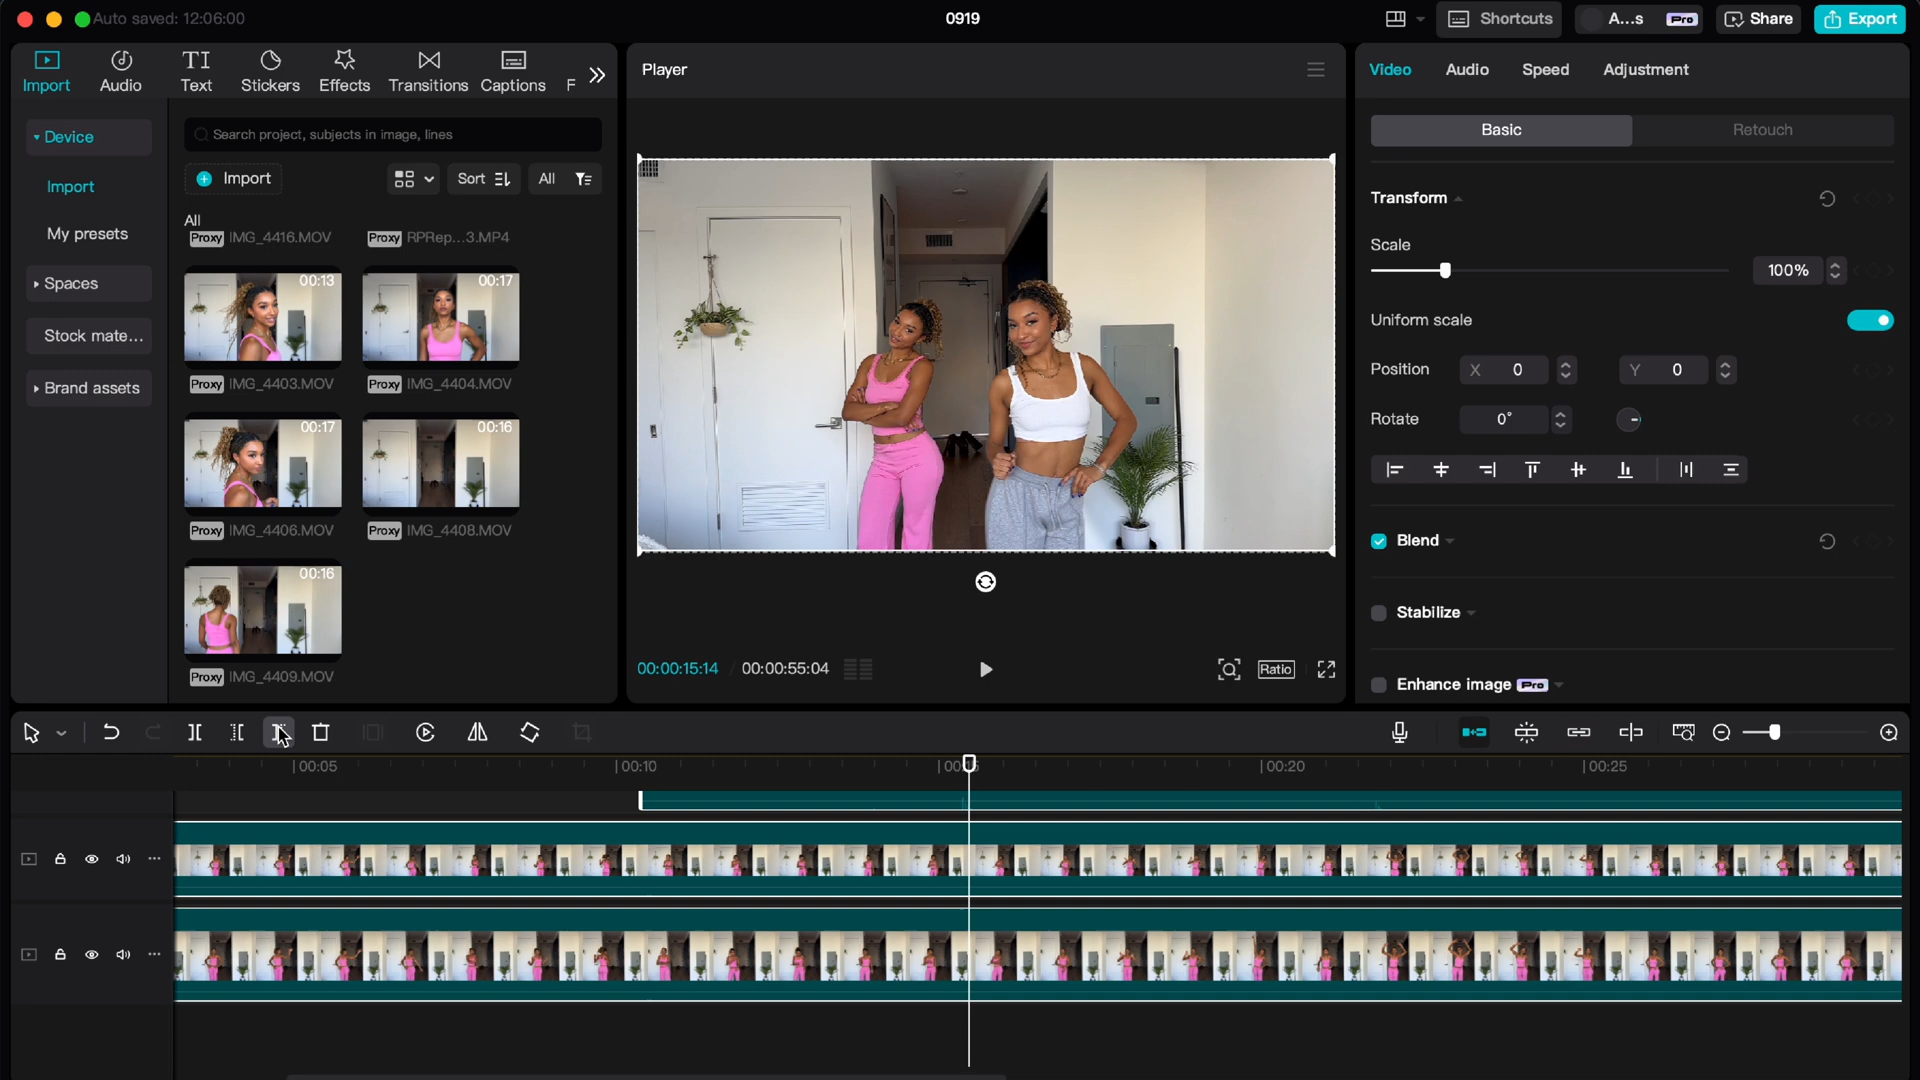 Auto saved: 12:06:00
0919
Shortcuts
A...s Pro
Share
Export
Import
Audio
Text
Stickers
Effects
Transitions
Captions
F
Device
Import
My presets
Spaces
Stock mate...
Brand assets
Search project, subjects in image, lines
Import
Sort
All
All
Proxy IMG_4416.MOV
Proxy RPRep...3.MP4
00:13
00:17
Proxy IMG_4403.MOV
Proxy IMG_4404.MOV
00:17
00:16
Proxy IMG_4406.MOV
Proxy IMG_4408.MOV
00:16
Proxy IMG_4409.MOV
Player
00:00:15:14 / 00:00:55:04
Ratio
Video
Audio
Speed
Adjustment
Basic
Retouch
Transform
Scale
100%
Uniform scale
Position X 0 Y 0
Rotate 0°
Blend
Stabilize
Enhance image Pro
00:05
00:10
00:15
00:20
00:25